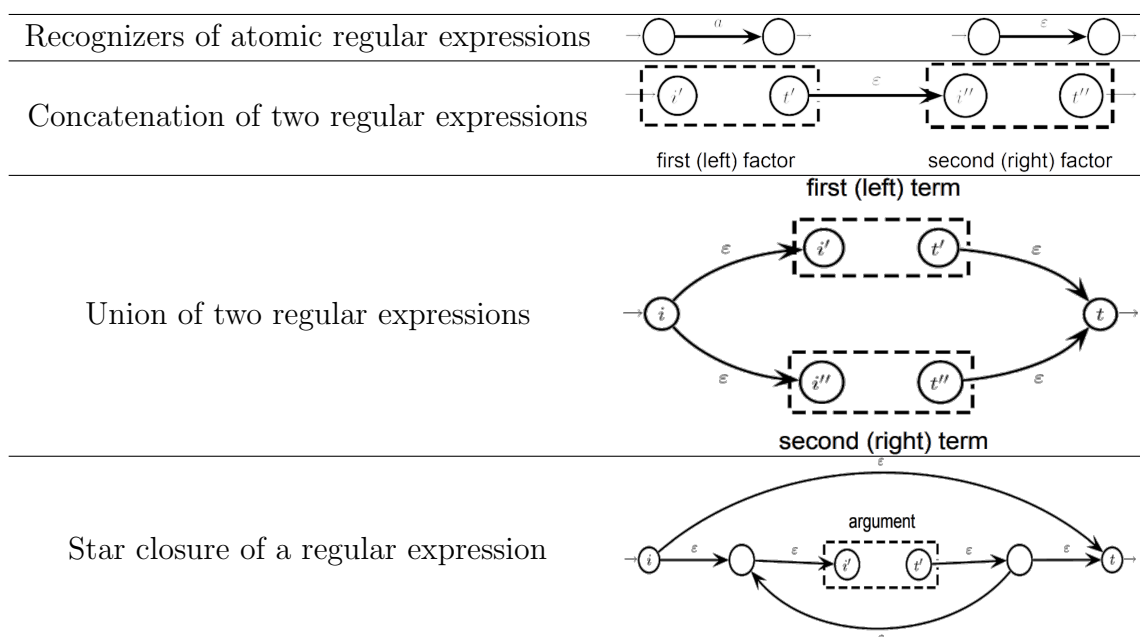 Recognizers of atomic regular expressions
a
ε
Concatenation of two regular expressions
i′ t′ ε i″ t″
first (left) factor second (right) factor
first (left) term
ε i′ t′ ε
Union of two regular expressions
i t
ε i″ t″ ε
second (right) term
ε
argument
Star closure of a regular expression
i ε ε i′ t′ ε ε t
ε